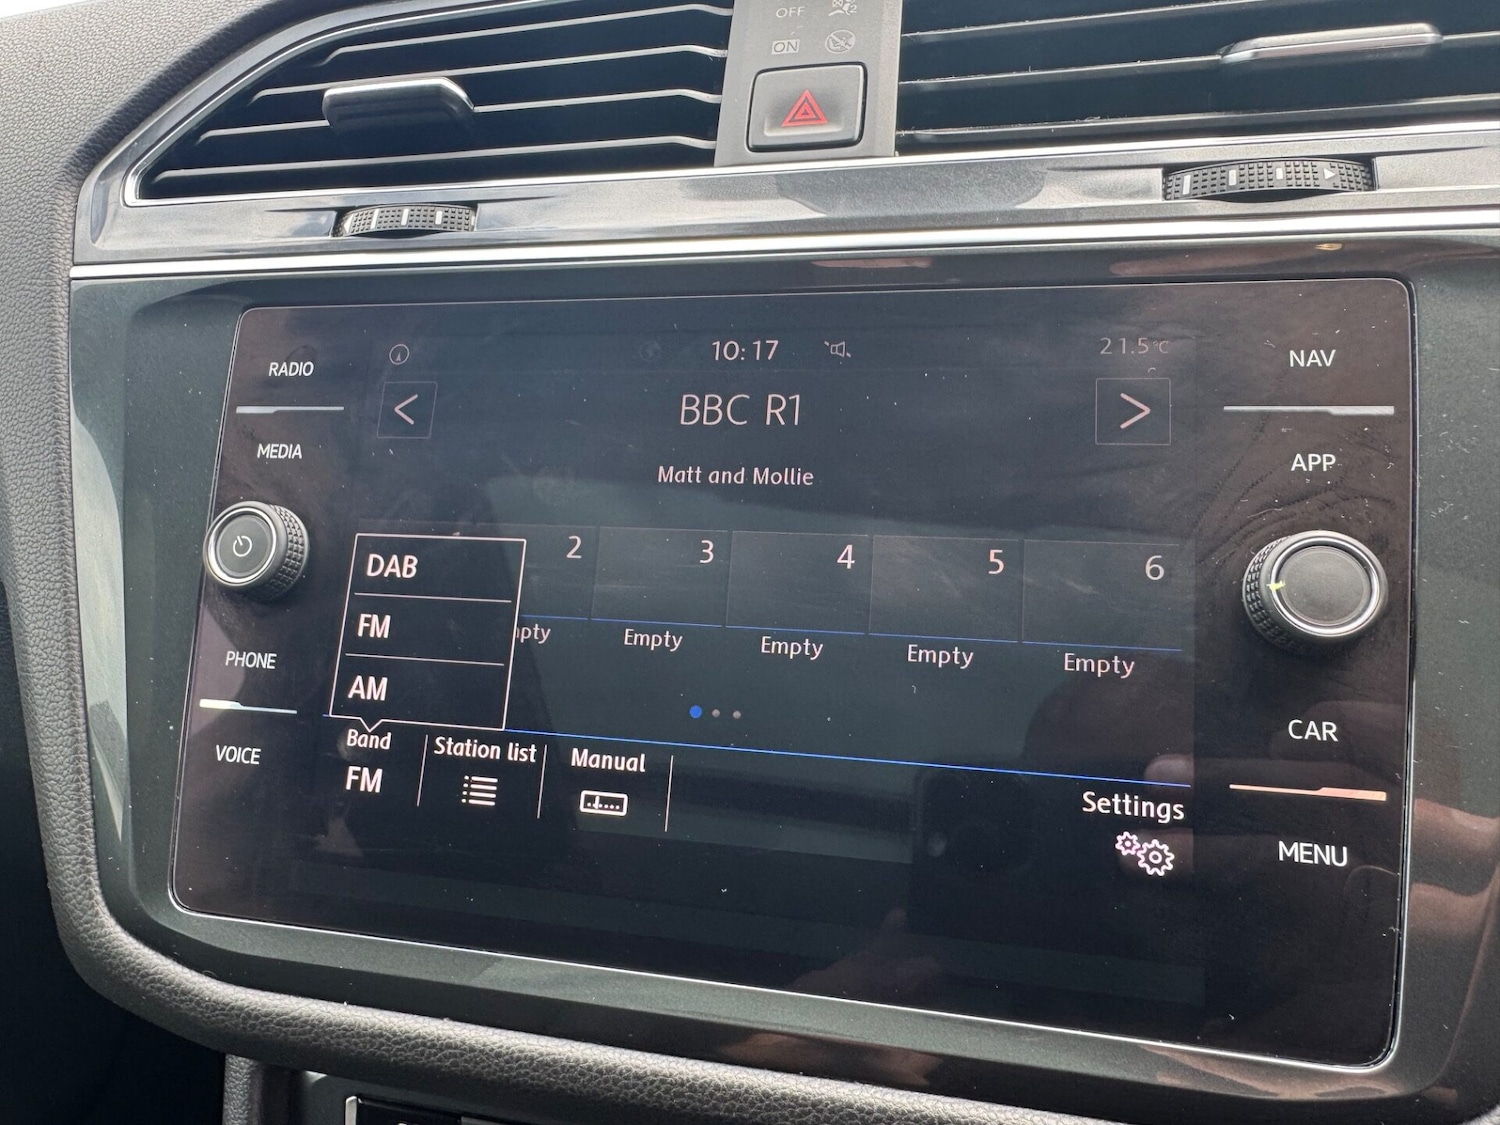 OFF
2
ON
10:17
21.5°C
RADIO
MEDIA
PHONE
VOICE
<
BBC R1
>
Matt and Mollie
2 3 4 5 6
Empty Empty Empty Empty
DAB
FM
AM
Band
FM
Station list
Manual
Settings
NAV
APP
CAR
MENU